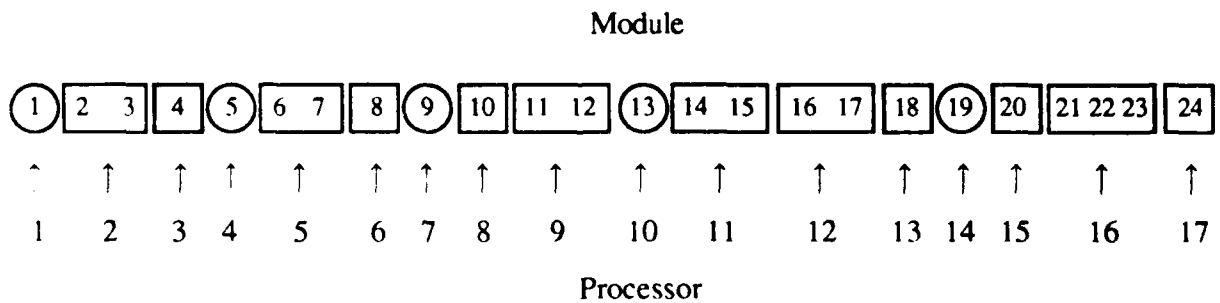 Module
1 2 3 4 5 6 7 8 9 10 11 12 13 14 15 16 17 18 19 20 21 22 23 24
1 2 3 4 5 6 7 8 9 10 11 12 13 14 15 16 17
Processor